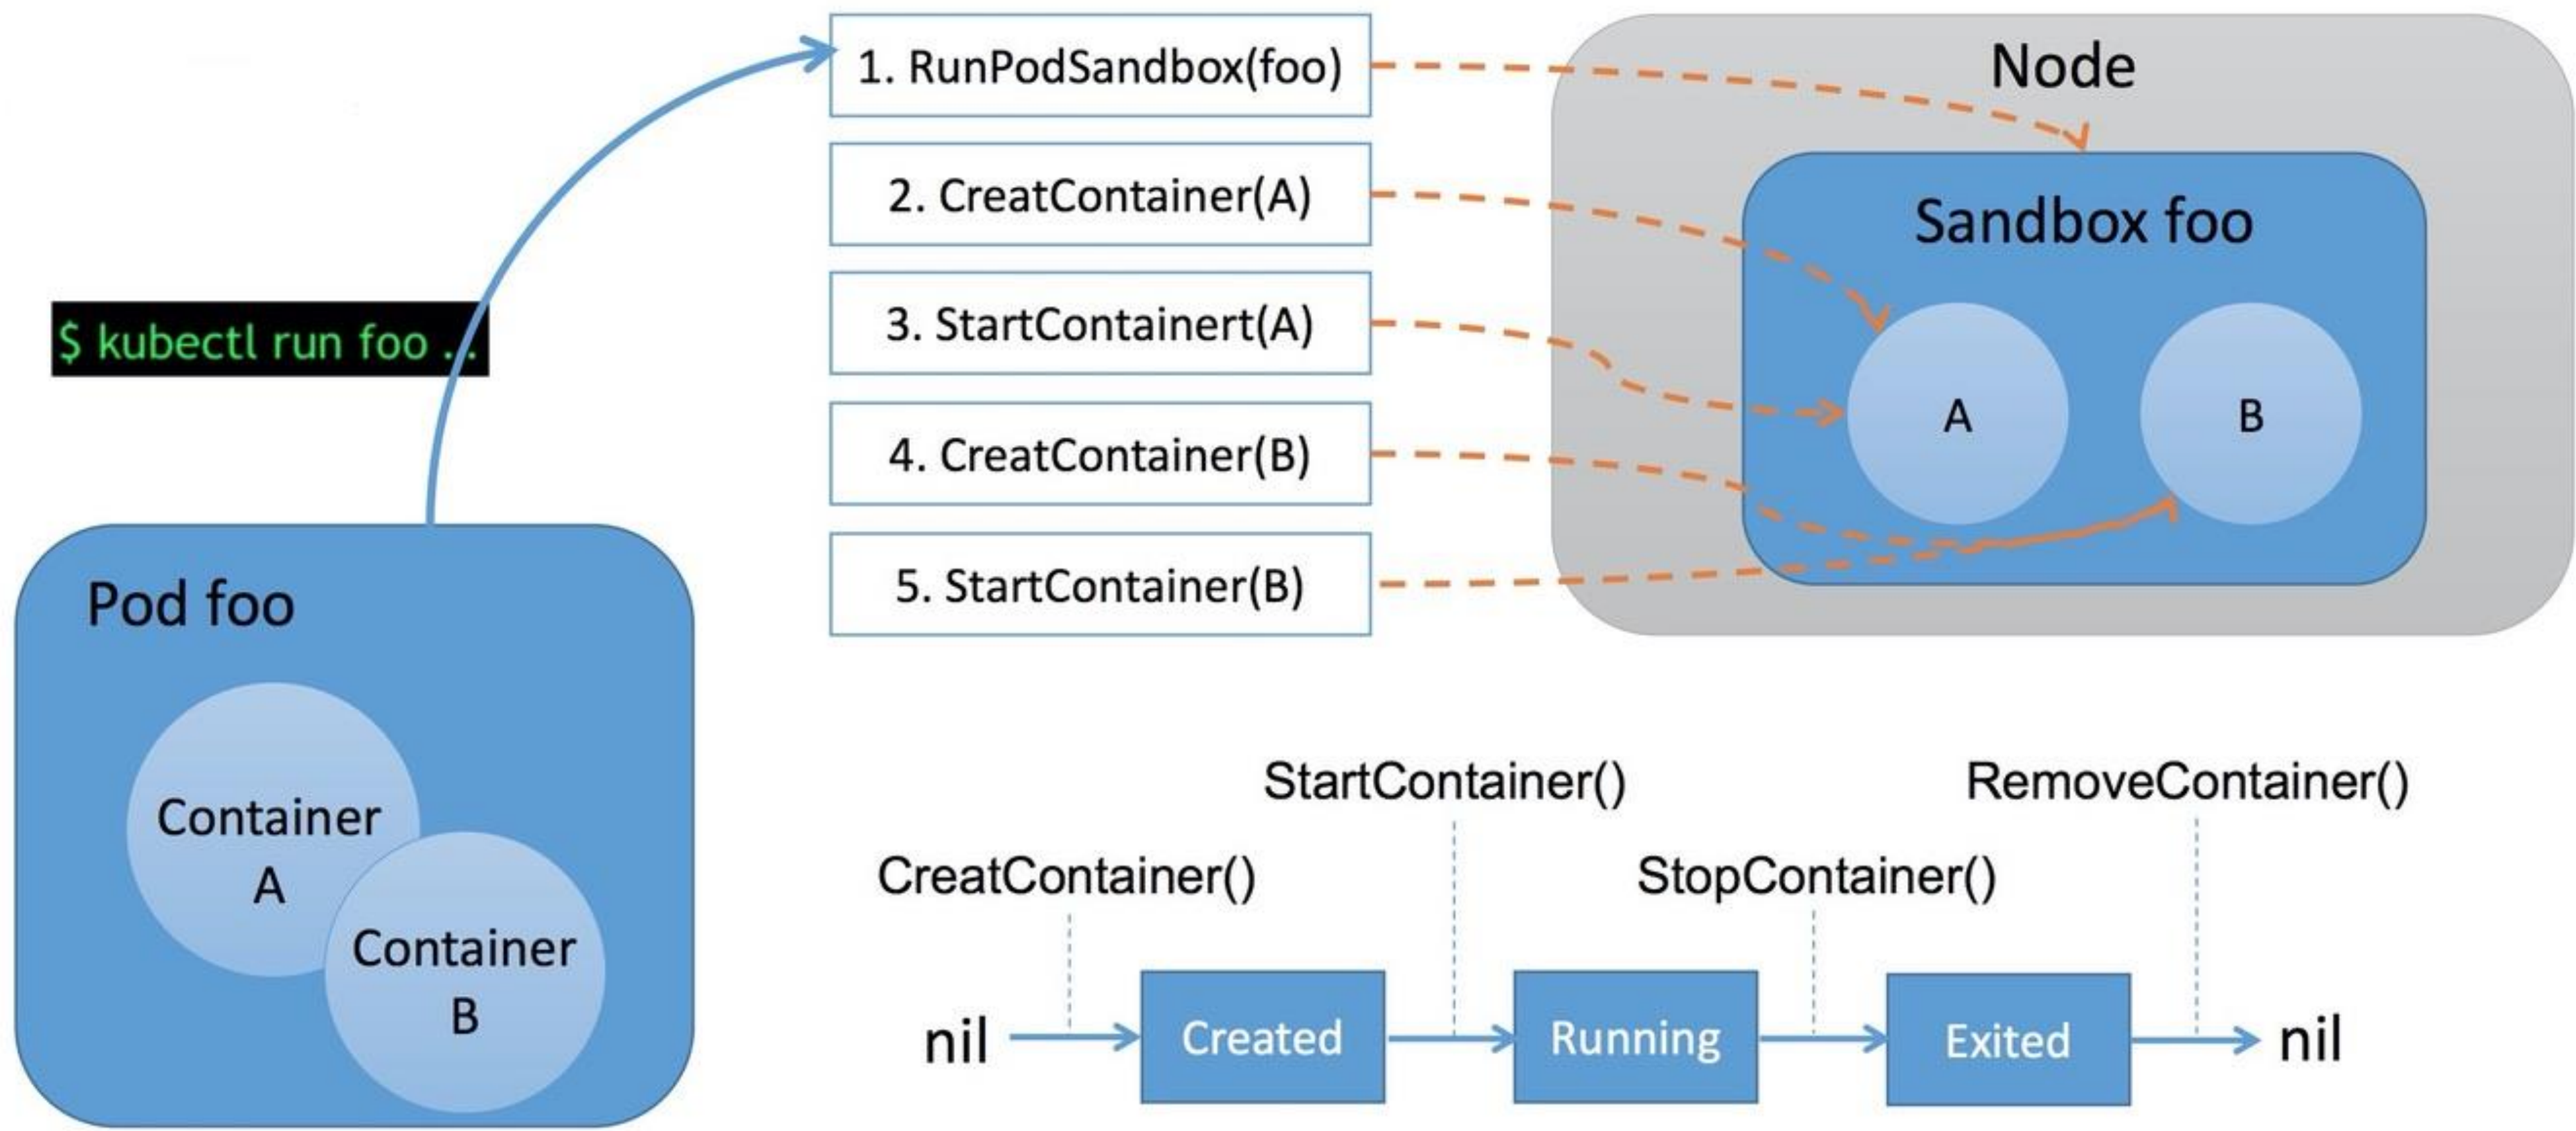 $ kubectl run foo ...
Pod foo
Container
A
Container
B
1. RunPodSandbox(foo)
2. CreatContainer(A)
3. StartContainert(A)
4. CreatContainer(B)
5. StartContainer(B)
Node
Sandbox foo
A
B
StartContainer()
RemoveContainer()
CreatContainer()
StopContainer()
nil
Created
Running
Exited
nil